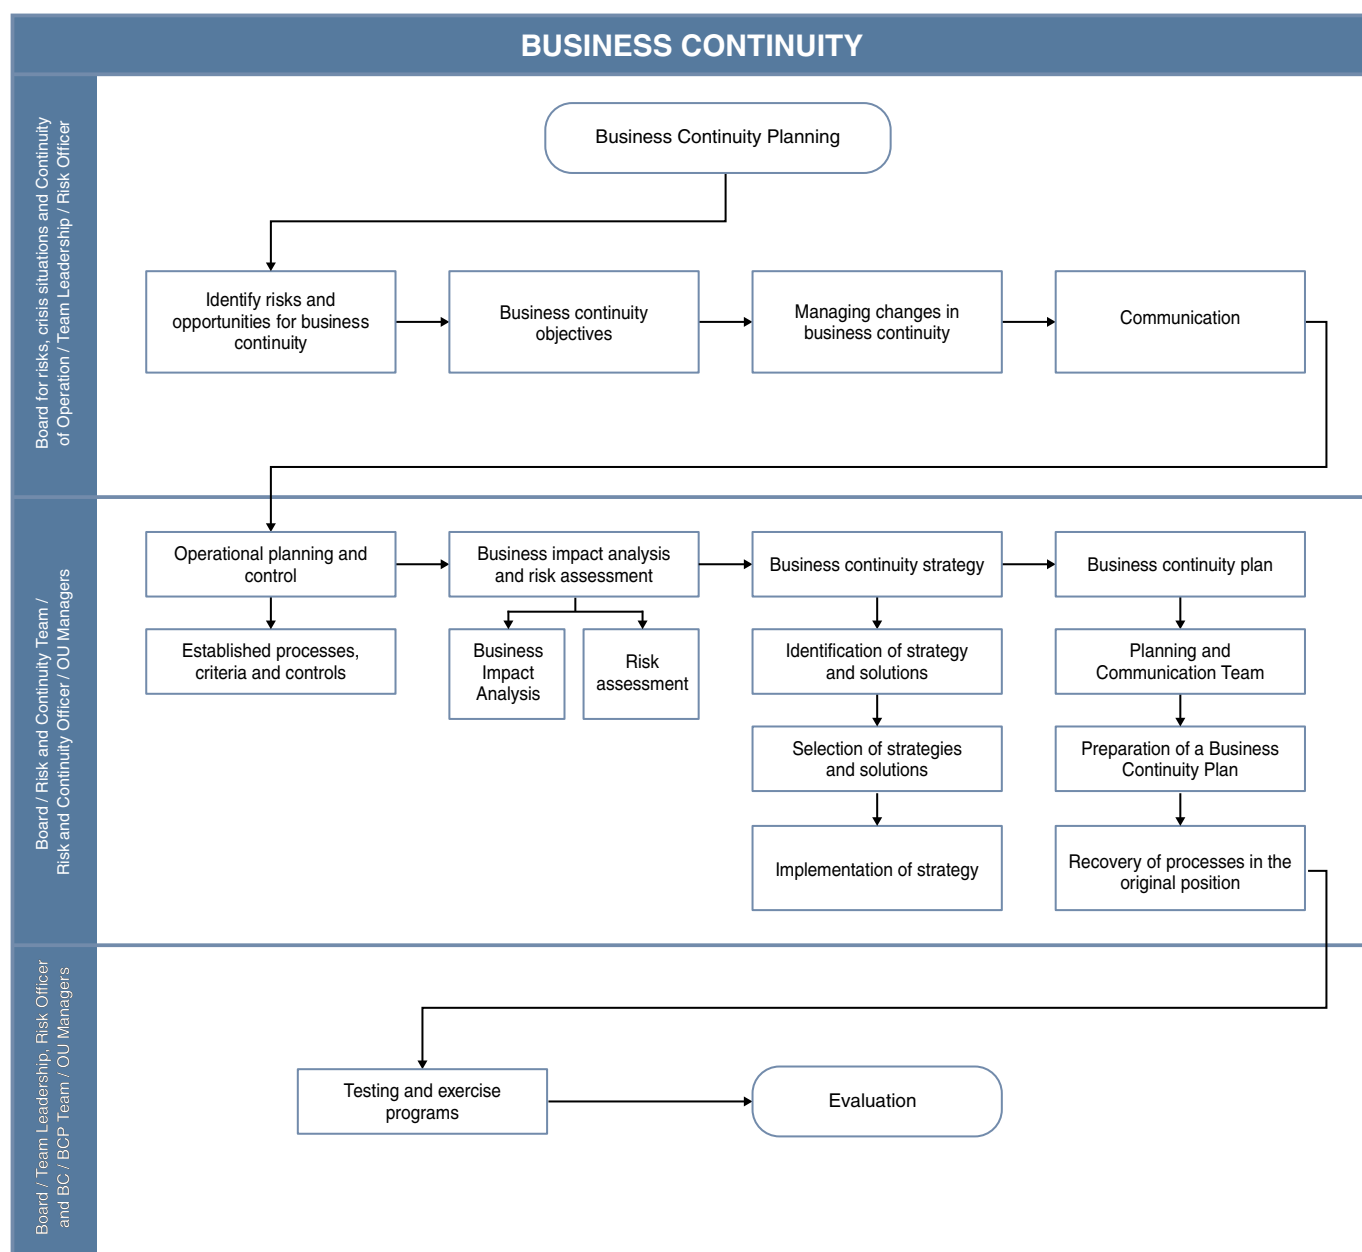 BUSINESS CONTINUITY
Board for risks, crisis situations and Continuity
of Operation / Team Leadership / Risk Officer
Business Continuity Planning
Identify risks and
opportunities for business
continuity
Business continuity
objectives
Managing changes in
business continuity
Communication
Board / Risk and Continuity Team /
Risk and Continuity Officer / OU Managers
Operational planning and
control
Business impact analysis
and risk assessment
Business continuity strategy
Business continuity plan
Established processes,
criteria and controls
Business
Impact
Analysis
Risk
assessment
Identification of strategy
and solutions
Planning and
Communication Team
Selection of strategies
and solutions
Preparation of a Business
Continuity Plan
Implementation of strategy
Recovery of processes in the
original position
Board / Team Leadership, Risk Officer
and BC / BCP Team / OU Managers
Testing and exercise
programs
Evaluation